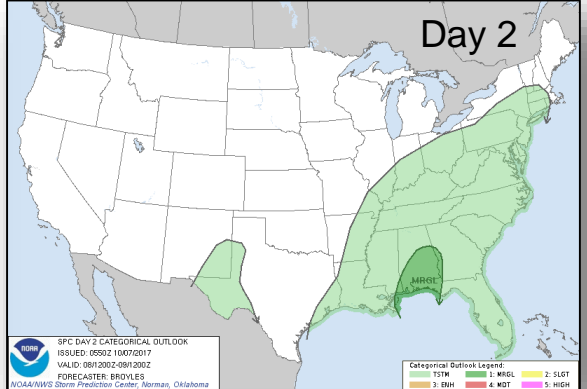 Day 2
MRGL
NOAA
SPC DAY 2 CATEGORICAL OUTLOOK
ISSUED: 0550Z 10/07/2017
VALID: 08/1200Z-09/1200Z
FORECASTER: BROYLES
NOAA/NWS Storm Prediction Center, Norman, Oklahoma
Categorical Outlook Legend:
TSTM 1: MRGL 2: SLGT
3: ENH 4: MDT 5: HIGH